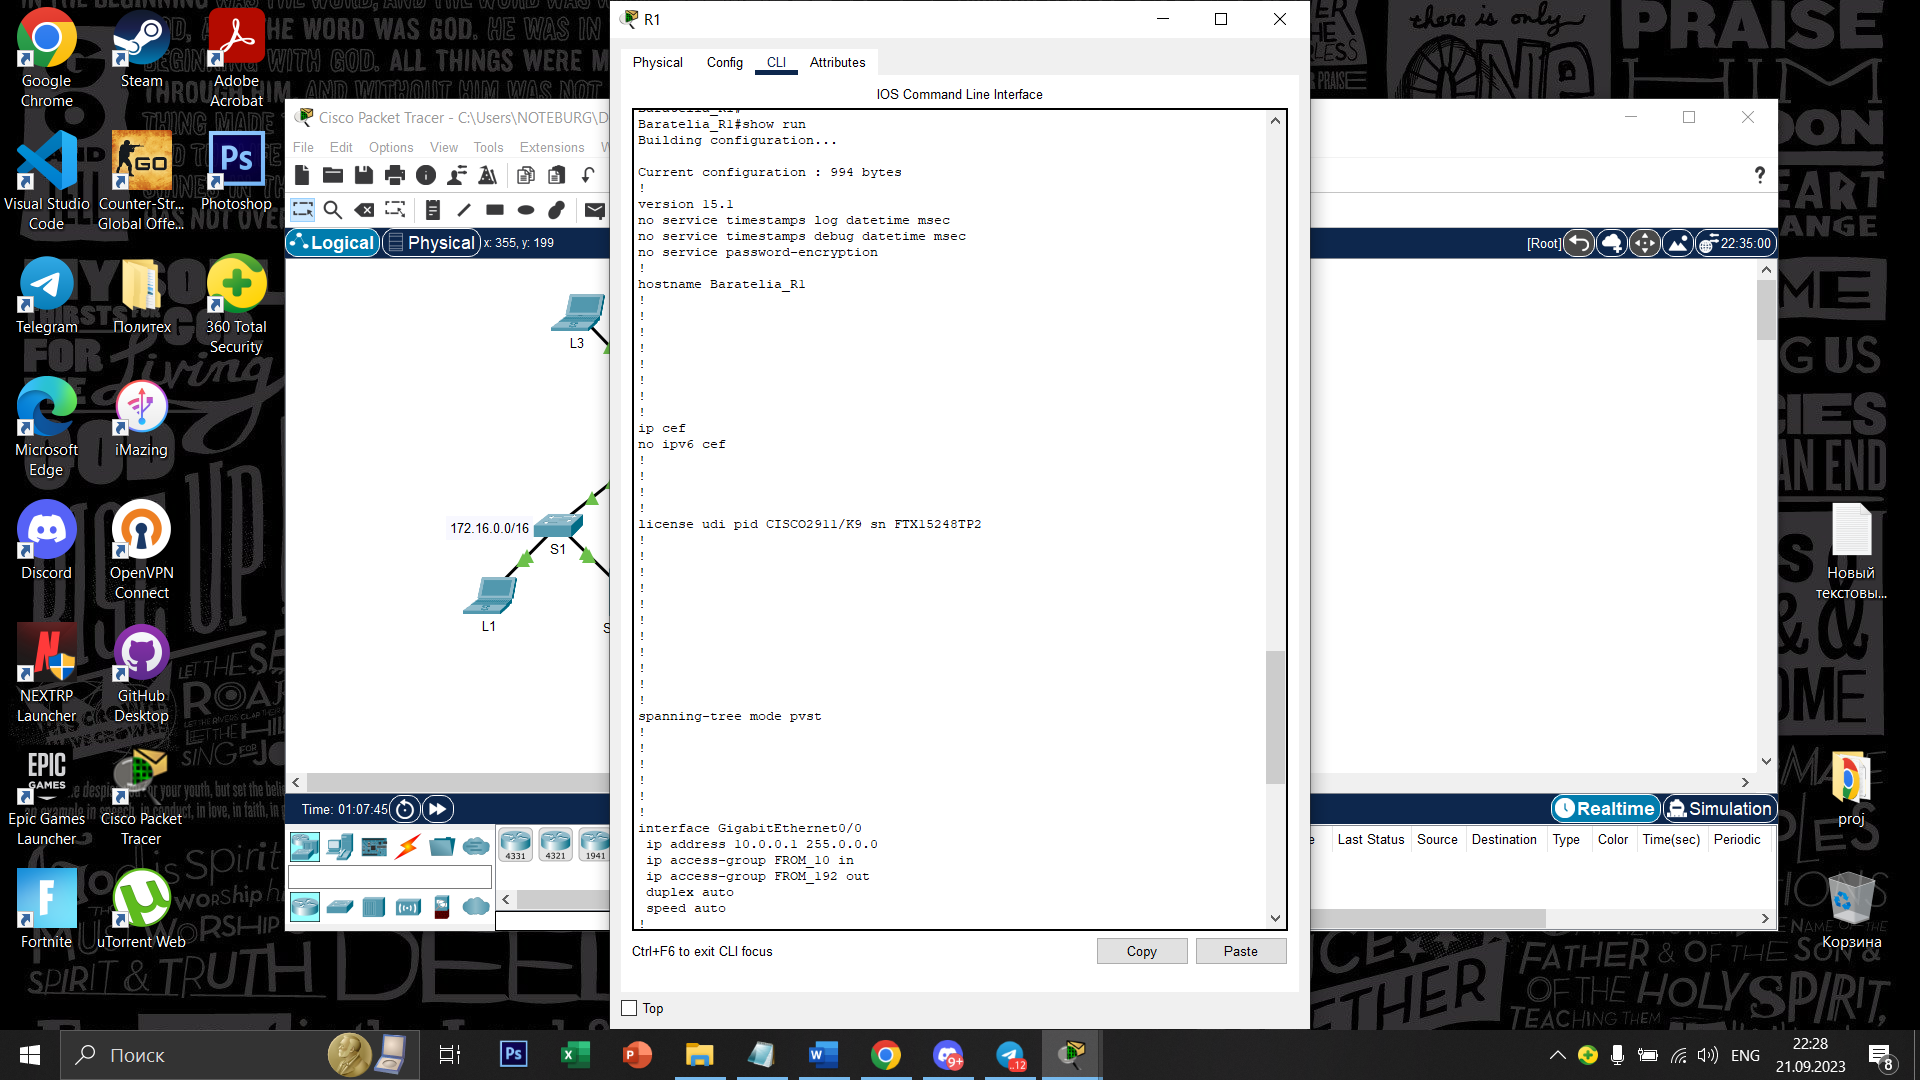 R1
Physical
Config
CLI
Attributes
IOS Command Line Interface
Baratelia_R1#
Baratelia_R1#show run
Building configuration...
Current configuration : 994 bytes
!
version 15.1
no service timestamps log datetime msec
no service timestamps debug datetime msec
no service password-encryption
!
hostname Baratelia_R1
!
!
!
!
!
!
!
!
ip cef
no ipv6 cef
!
!
!
!
license udi pid CISCO2911/K9 sn FTX15248TP2
!
!
!
!
!
!
!
!
!
!
!
spanning-tree mode pvst
!
!
!
!
!
!
interface GigabitEthernet0/0
ip address 10.0.0.1 255.0.0.0
ip access-group FROM_10 in
ip access-group FROM_192 out
duplex auto
speed auto
!
Ctrl+F6 to exit CLI focus
Copy
Paste
Top
Cisco Packet Tracer - C:\Users\NOTEBURG\D
File
Edit
Options
View
Tools
Extensions
Logical
Physical
x: 355, y: 199
[Root]
22:35:00
L3
172.16.0.0/16
S1
L1
Time: 01:07:45
Realtime
Simulation
4331
4321
1941
Last Status
Source
Destination
Type
Color
Time(sec)
Periodic
Google
Chrome
Steam
Adobe
Acrobat
Visual Studio
Code
Counter-Str...
Global Offe...
Photoshop
Telegram
Политех
360 Total
Security
Microsoft
Edge
iMazing
Discord
OpenVPN
Connect
NEXTRP
Launcher
GitHub
Desktop
Epic Games
Launcher
Cisco Packet
Tracer
Fortnite
uTorrent Web
Новый
текстовы...
proj
Корзина
Поиск
9+
..12
ENG
22:28
21.09.2023
8